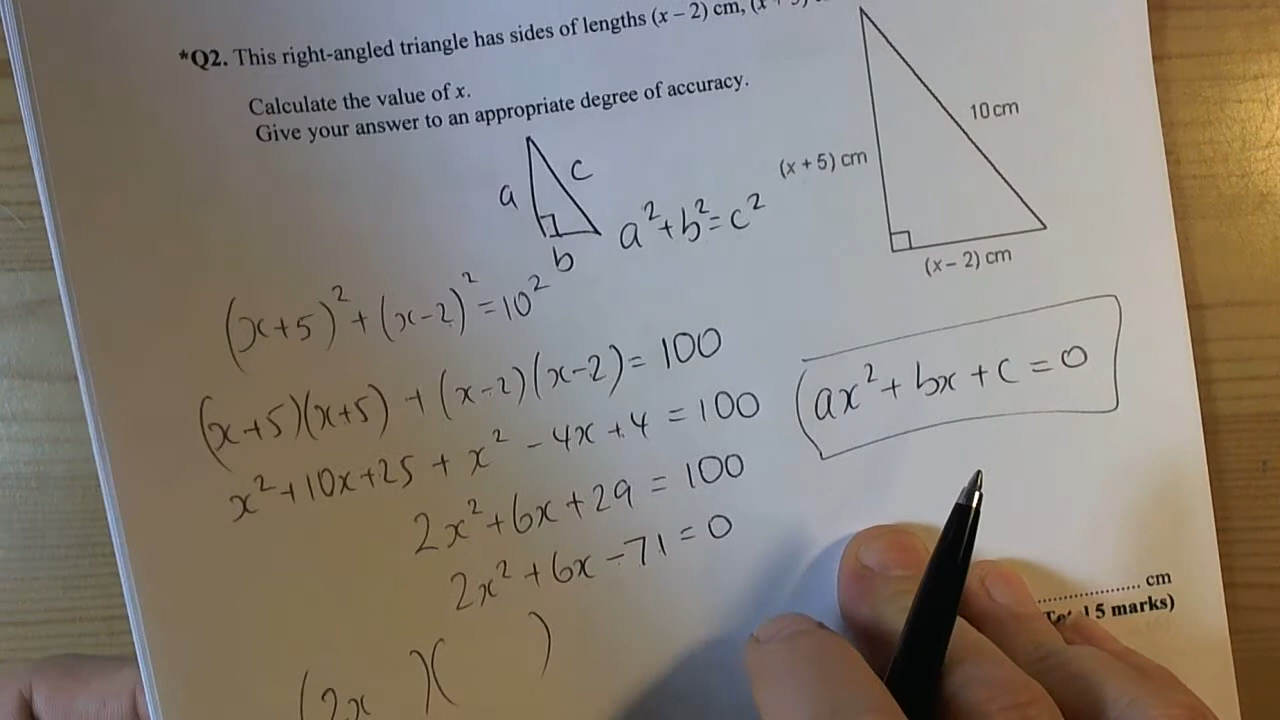 *Q2. This right-angled triangle has sides of lengths (x – 2) cm,
Calculate the value of x.
Give your answer to an appropriate degree of accuracy.
10 cm
(x + 5) cm
(x – 2) cm
a c
b
a² + b² = c²
(x+5)² + (x-2)² = 10²
(x+5)(x+5) + (x-2)(x-2) = 100
x² + 10x + 25 + x² - 4x + 4 = 100
2x² + 6x + 29 = 100
2x² + 6x - 71 = 0
(2x )( )
ax² + bx + c = 0
.................... cm
5 marks)